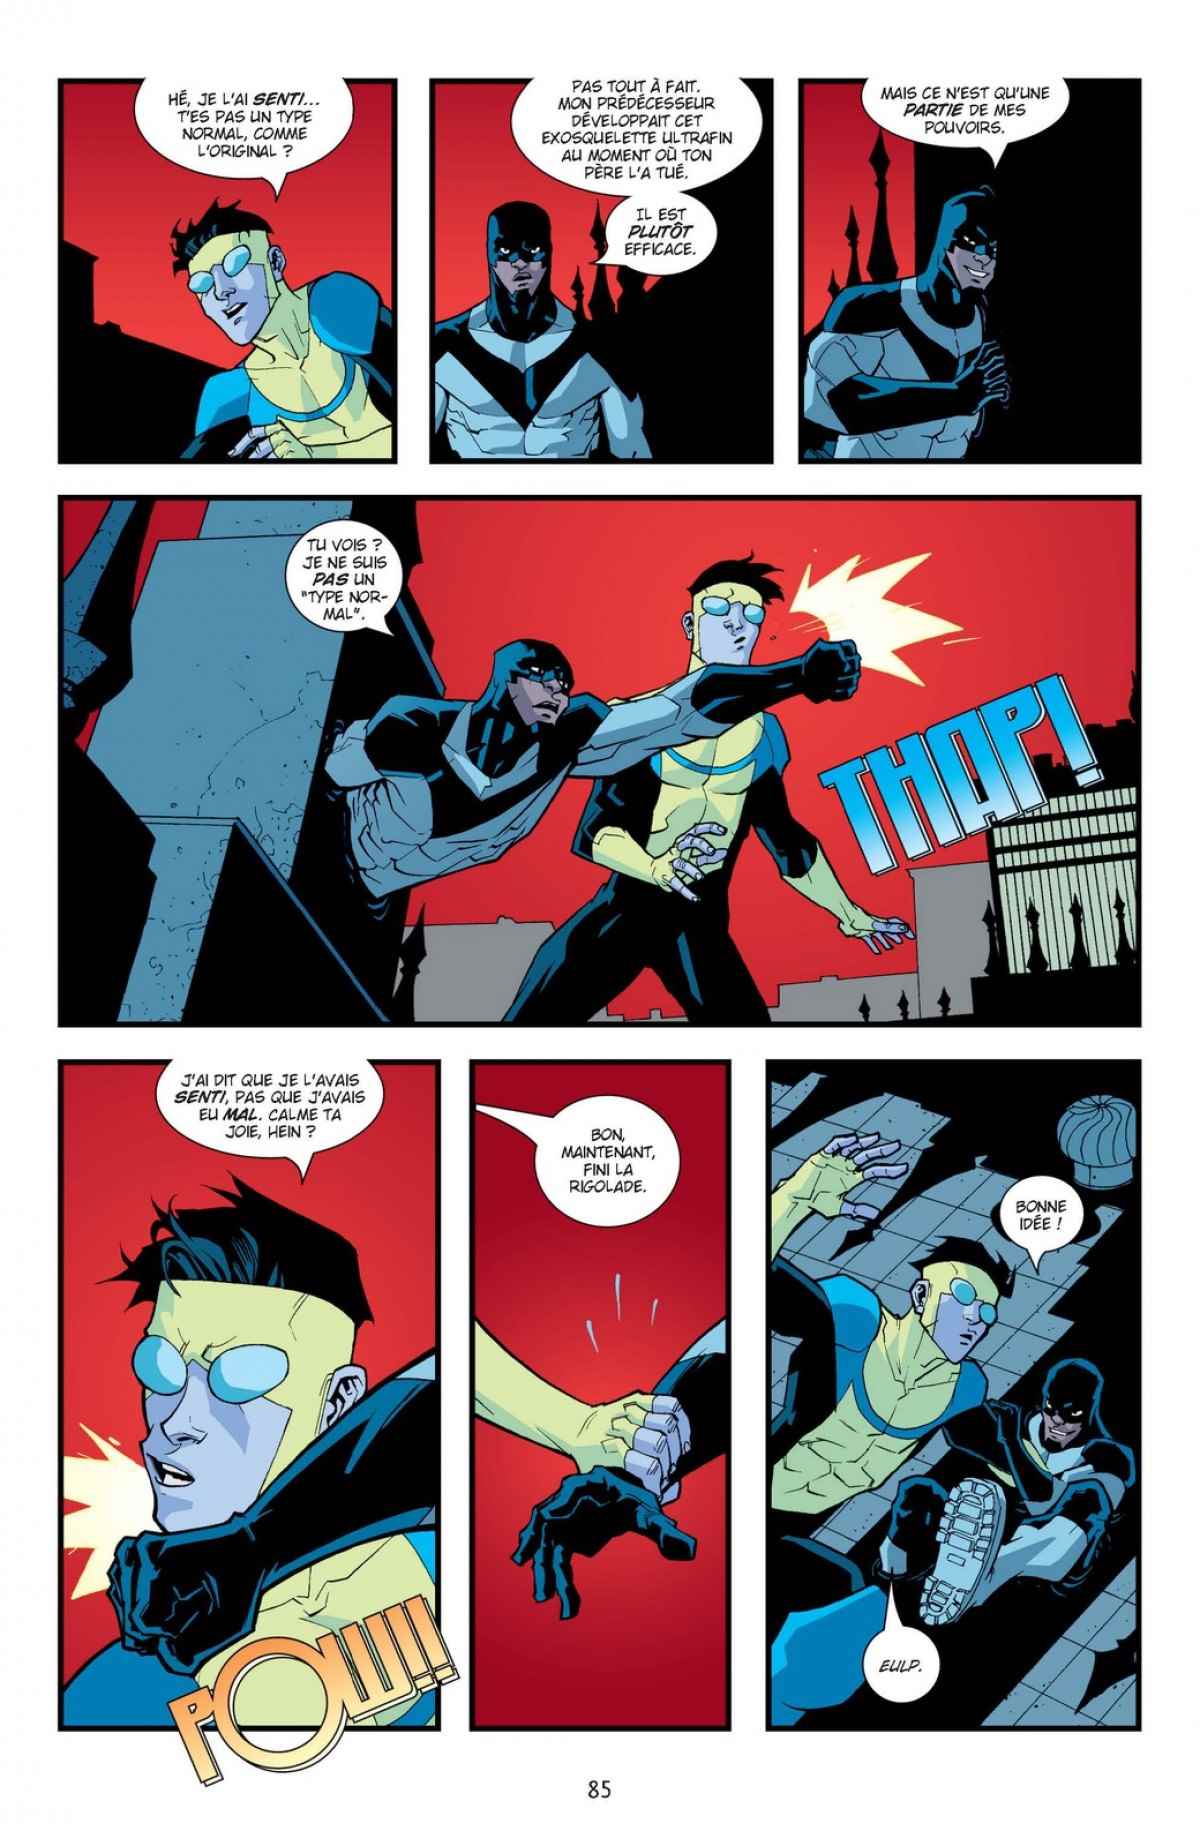 HÉ, JE L'AI SENTI...
T'ES PAS UN TYPE
NORMAL, COMME
L'ORIGINAL ?
PAS TOUT À FAIT.
MON PRÉDÉCESSEUR
DÉVELOPPAIT CET
EXOSQUELETTE ULTRAFIN
AU MOMENT OÙ TON
PÈRE L'A TUÉ.
IL EST
PLUTÔT
EFFICACE.
MAIS CE N'EST QU'UNE
PARTIE DE MES
POUVOIRS.
TU VOIS ?
JE NE SUIS
PAS UN
"TYPE NOR-
MAL".
THAP!
J'AI DIT QUE JE L'AVAIS
SENTI, PAS QUE J'AVAIS
EU MAL. CALME TA
JOIE, HEIN ?
POW!!!
BON,
MAINTENANT,
FINI LA
RIGOLADE.
BONNE
IDÉE !
EULP.
85